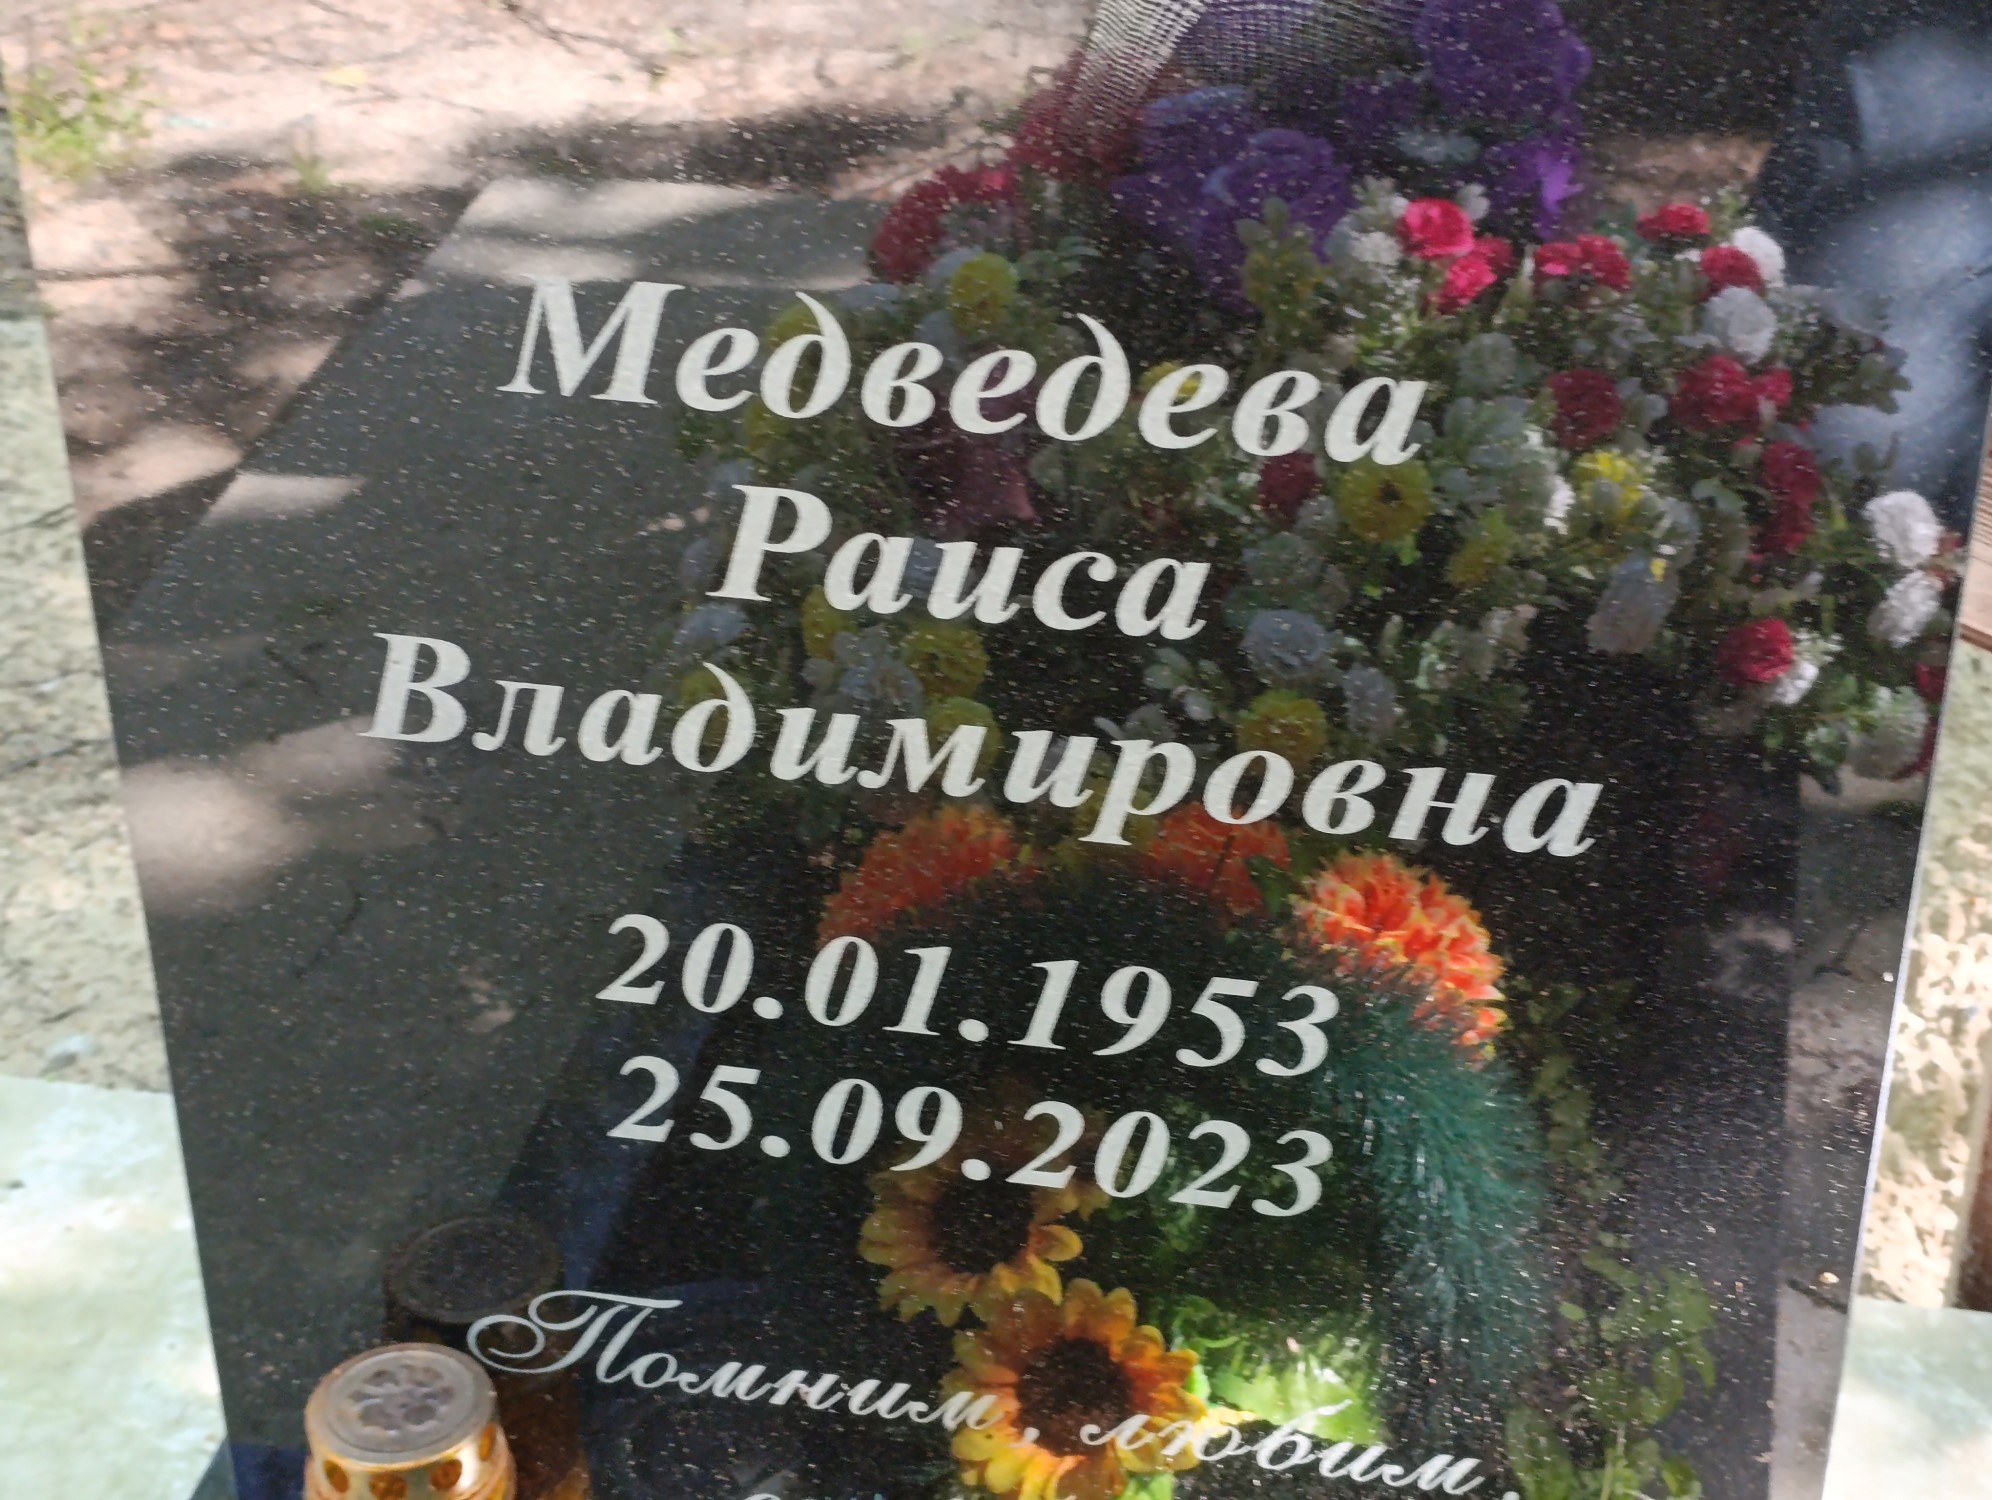 Медведева
Раиса
Владимировна
20.01.1953
25.09.2023
Помним, любим,